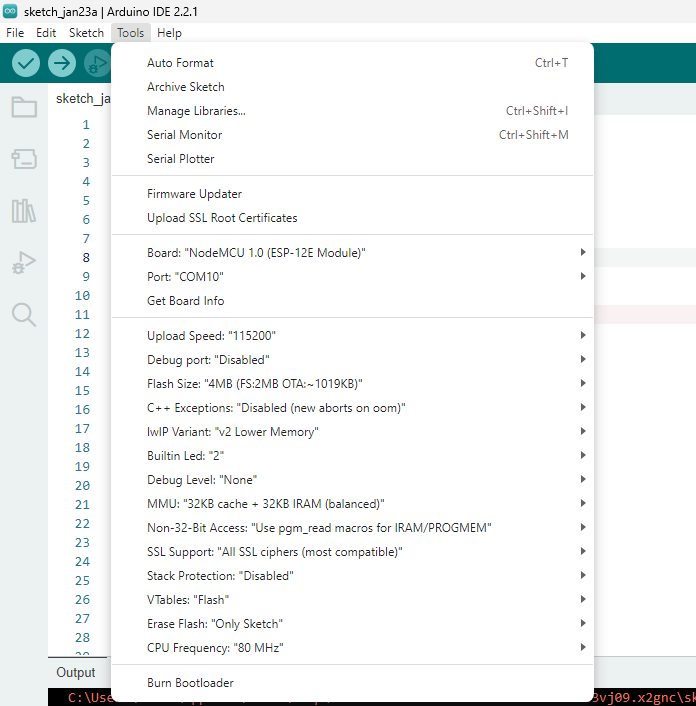 sketch_jan23a | Arduino IDE 2.2.1
File Edit Sketch Tools Help
Auto Format Ctrl+T
Archive Sketch
Manage Libraries... Ctrl+Shift+I
Serial Monitor Ctrl+Shift+M
Serial Plotter
Firmware Updater
Upload SSL Root Certificates
Board: "NodeMCU 1.0 (ESP-12E Module)"
Port: "COM10"
Get Board Info
Upload Speed: "115200"
Debug port: "Disabled"
Flash Size: "4MB (FS:2MB OTA:~1019KB)"
C++ Exceptions: "Disabled (new aborts on oom)"
lwIP Variant: "v2 Lower Memory"
Builtin Led: "2"
Debug Level: "None"
MMU: "32KB cache + 32KB IRAM (balanced)"
Non-32-Bit Access: "Use pgm_read macros for IRAM/PROGMEM"
SSL Support: "All SSL ciphers (most compatible)"
Stack Protection: "Disabled"
VTables: "Flash"
Erase Flash: "Only Sketch"
CPU Frequency: "80 MHz"
Burn Bootloader
sketch_ja
1
2
3
4
5
6
7
8
9
10
11
12
13
14
15
16
17
18
19
20
21
22
23
24
25
26
27
28
Output
C:\Use 3vj09.x2gnc\sk